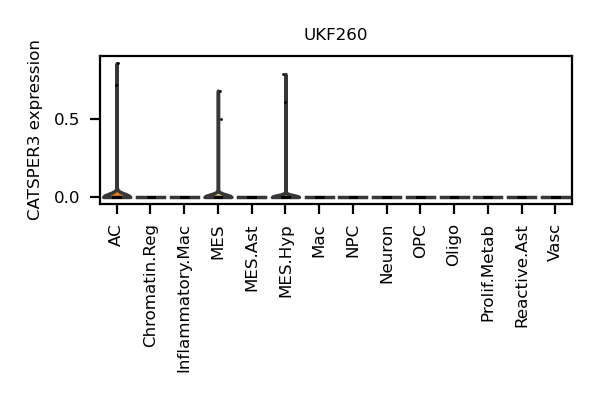 UKF260
CATSPER3 expression
0.5
0.0
AC
Chromatin.Reg
Inflammatory.Mac
MES
MES.Ast
MES.Hyp
Mac
NPC
Neuron
OPC
Oligo
Prolif.Metab
Reactive.Ast
Vasc